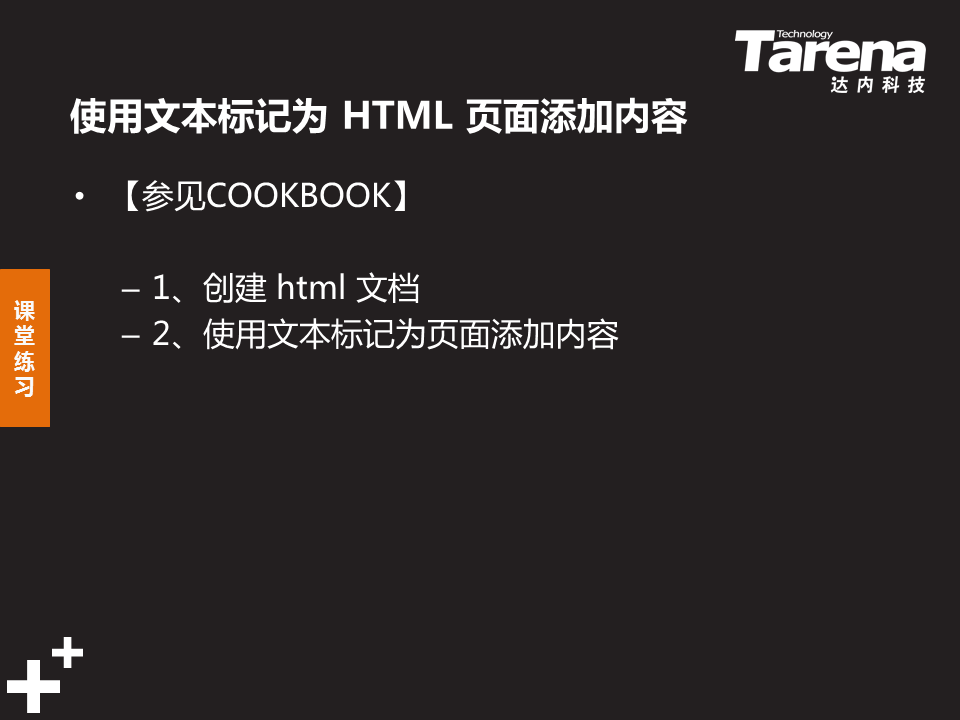 Technology
Tarena
达内科技
使用文本标记为 HTML 页面添加内容
• 【参见COOKBOOK】
– 1、创建 html 文档
– 2、使用文本标记为页面添加内容
课
堂
练
习